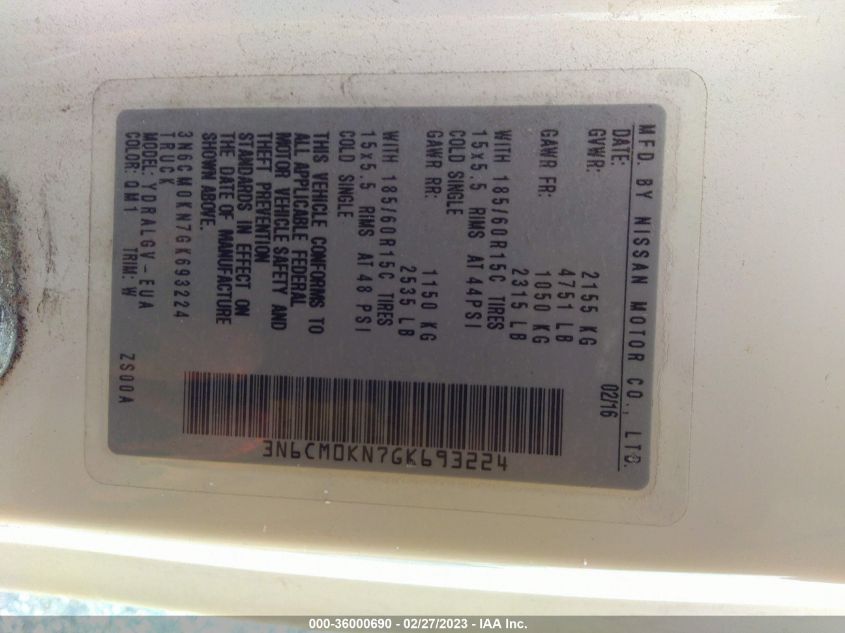 MFD. BY NISSAN MOTOR CO., LTD.
DATE: 02/16
GVWR: 2155 KG
4751 LB
GAWR FR: 1050 KG
2315 LB
WITH 185/60R15C TIRES
15x5.5 RIMS AT 44PSI
COLD SINGLE
GAWR RR: 1150 KG
2535 LB
WITH 185/60R15C TIRES
15x5.5 RIMS AT 48 PSI
COLD SINGLE
THIS VEHICLE CONFORMS TO
ALL APPLICABLE FEDERAL
MOTOR VEHICLE SAFETY AND
THEFT PREVENTION
STANDARDS IN EFFECT ON
THE DATE OF MANUFACTURE
SHOWN ABOVE.
3N6CM0KN7GK693224
TRUCK
MODEL: YDRALGV-EUA
COLOR: QM1 TRIM: W ZS00A
3N6CM0KN7GK693224
000-36000690 - 02/27/2023 - IAA Inc.